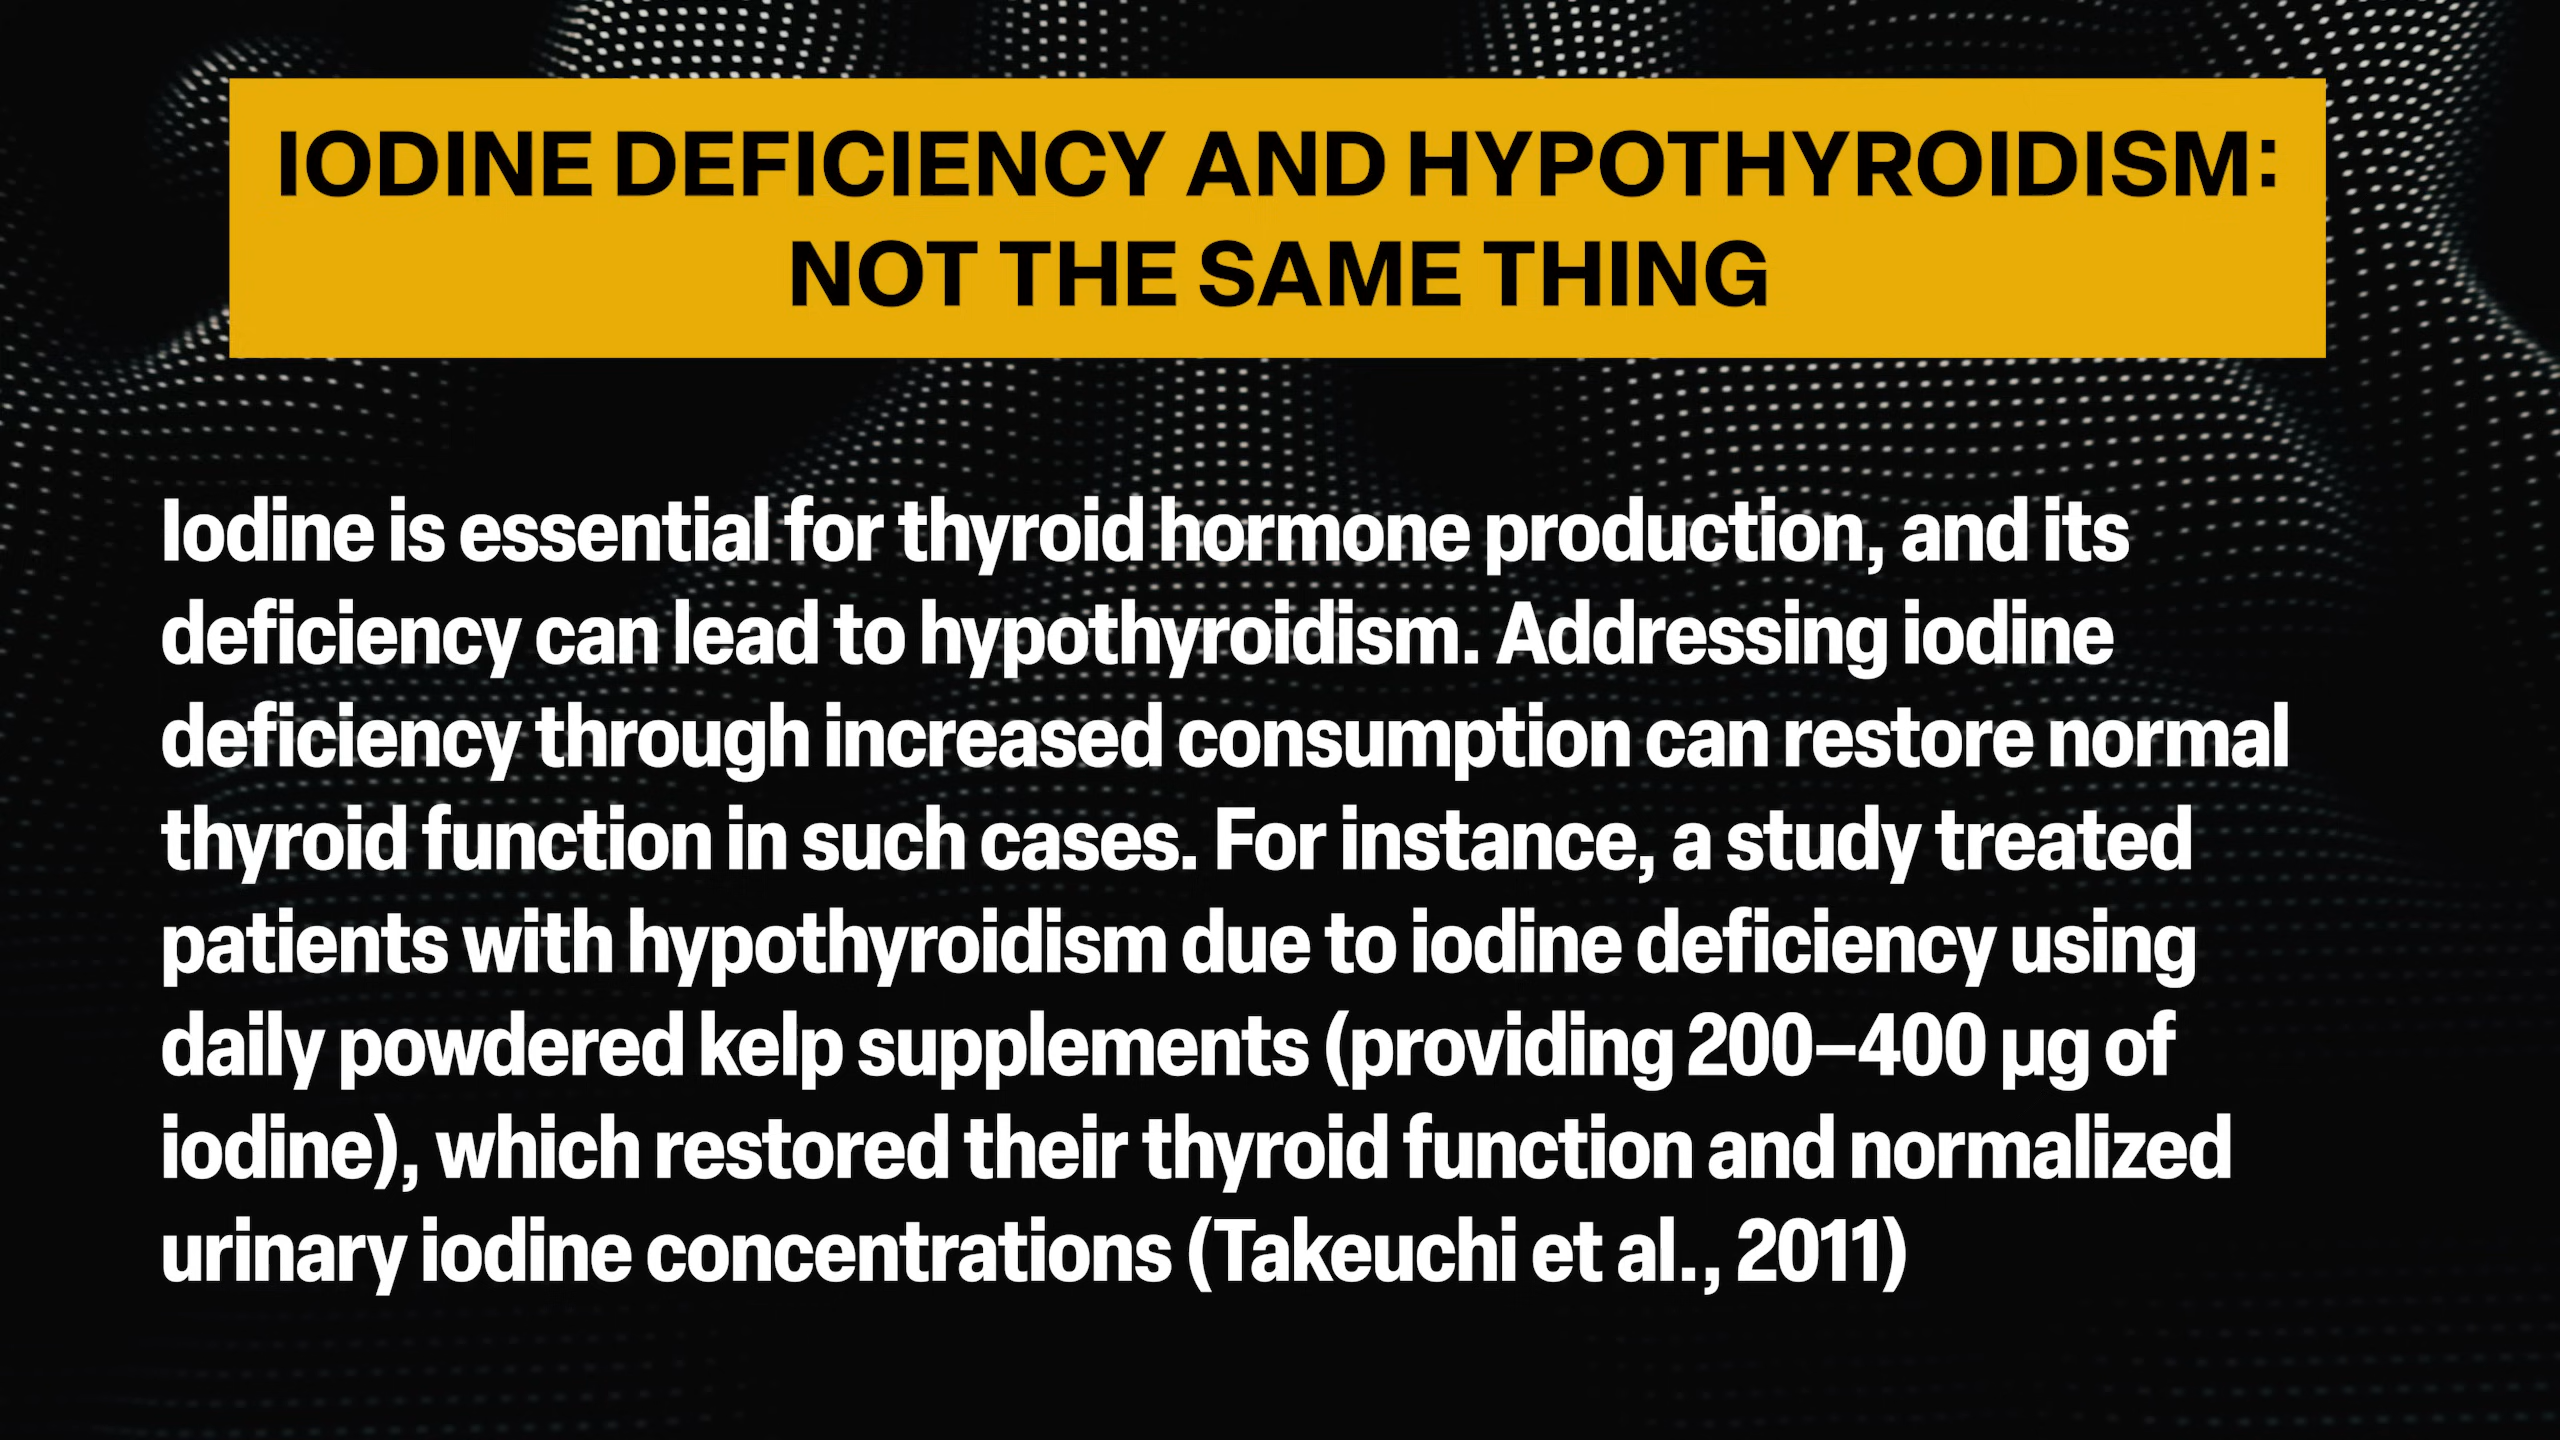 IODINE DEFICIENCY AND HYPOTHYROIDISM:
NOT THE SAME THING
Iodine is essential for thyroid hormone production, and its
deficiency can lead to hypothyroidism. Addressing iodine
deficiency through increased consumption can restore normal
thyroid function in such cases. For instance, a study treated
patients with hypothyroidism due to iodine deficiency using
daily powdered kelp supplements (providing 200–400 µg of
iodine), which restored their thyroid function and normalized
urinary iodine concentrations (Takeuchi et al., 2011)